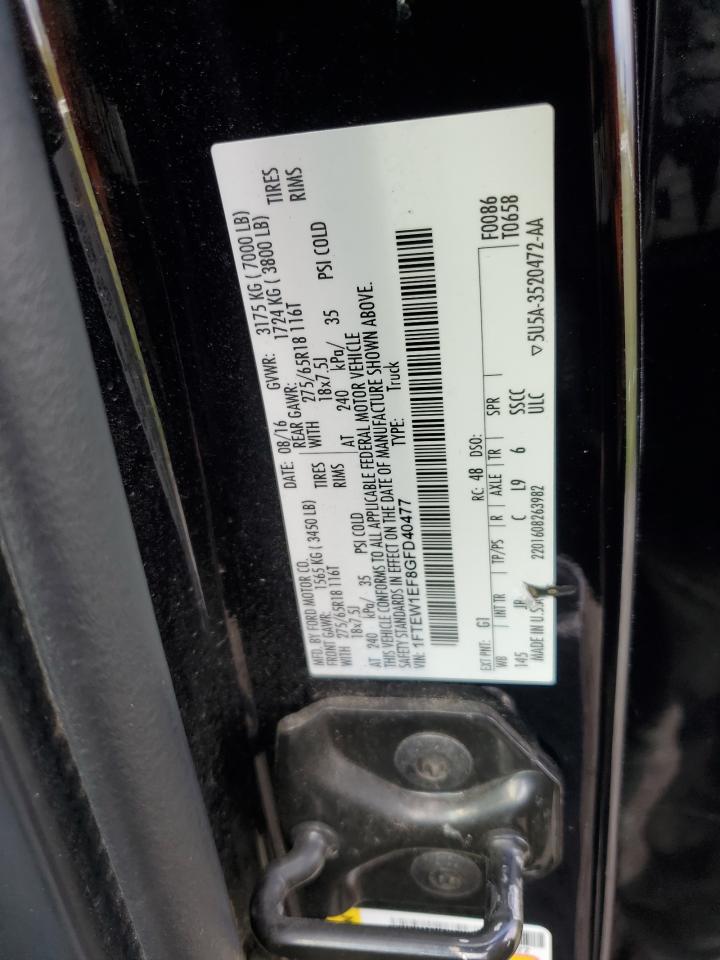 MFD. BY FORD MOTOR CO. DATE: 08/16 GVWR: 3175 KG ( 7000 LB)
FRONT GAWR: 1565 KG ( 3450 LB) REAR GAWR: 1724 KG ( 3800 LB)
WITH 275/65R18 116T TIRES WITH 275/65R18 116T TIRES
18x7.5J RIMS 18x7.5J RIMS
AT 240 kPa/ 35 PSI COLD AT 240 kPa/ 35 PSI COLD
THIS VEHICLE CONFORMS TO ALL APPLICABLE FEDERAL MOTOR VEHICLE
SAFETY STANDARDS IN EFFECT ON THE DATE OF MANUFACTURE SHOWN ABOVE.
VIN: 1FTEW1EF8GFD40477 TYPE: Truck
EXT PNT: G1 RC: 48 DSO: F0086
WB INT TR TP/PS R AXLE TR SPR T0658
145 C L9 6 SSCC
MADE IN U.S.A 2201608263982 ULC ▽5U5A-3520472-AA